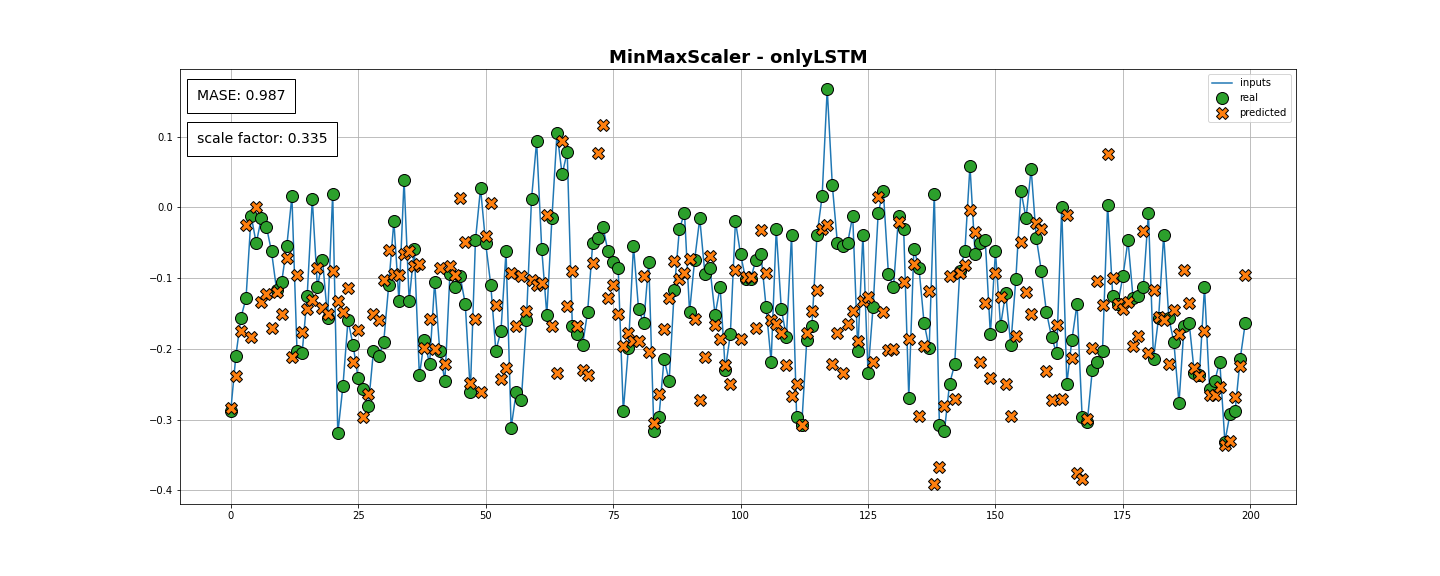 MinMaxScaler - onlyLSTM
MASE: 0.987
scale factor: 0.335
inputs
real
predicted
0.1
0.0
−0.1
−0.2
−0.3
−0.4
0 25 50 75 100 125 150 175 200